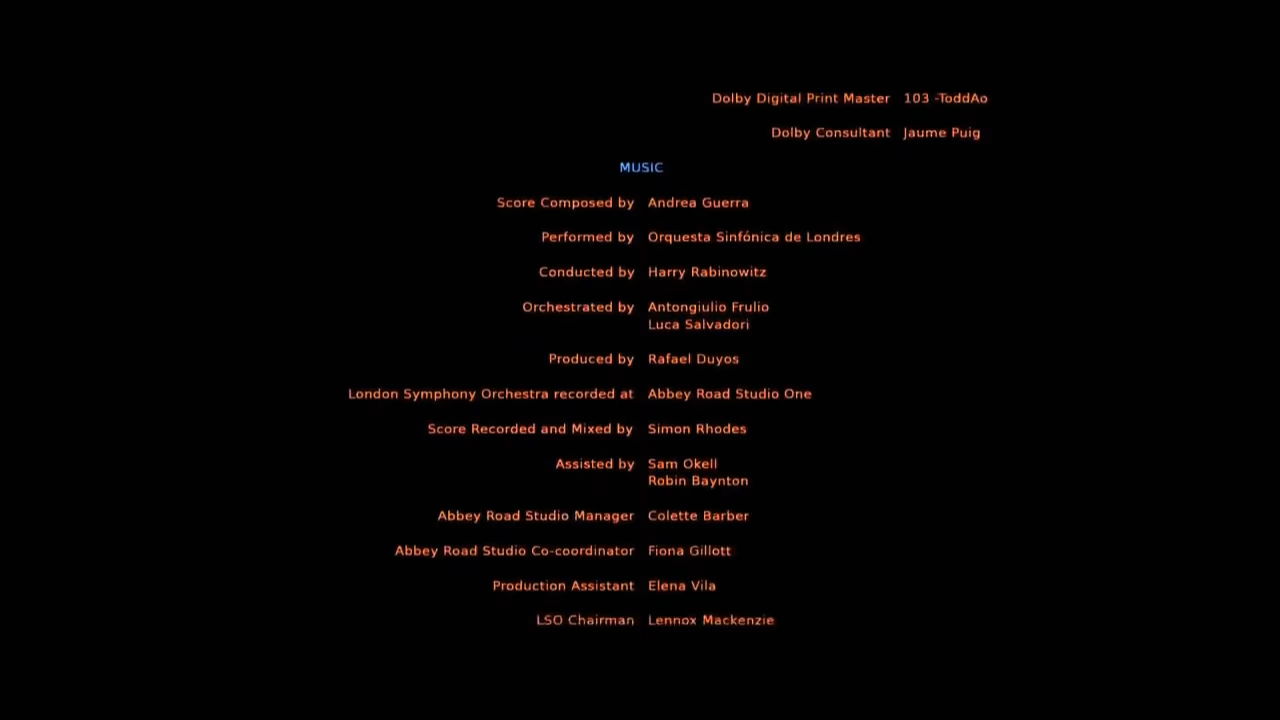 Dolby Digital Print Master 103 -ToddAo
Dolby Consultant Jaume Puig
MUSIC
Score Composed by Andrea Guerra
Performed by Orquesta Sinfónica de Londres
Conducted by Harry Rabinowitz
Orchestrated by Antongiulio Frulio
Luca Salvadori
Produced by Rafael Duyos
London Symphony Orchestra recorded at Abbey Road Studio One
Score Recorded and Mixed by Simon Rhodes
Assisted by Sam Okell
Robin Baynton
Abbey Road Studio Manager Colette Barber
Abbey Road Studio Co-coordinator Fiona Gillott
Production Assistant Elena Vila
LSO Chairman Lennox Mackenzie